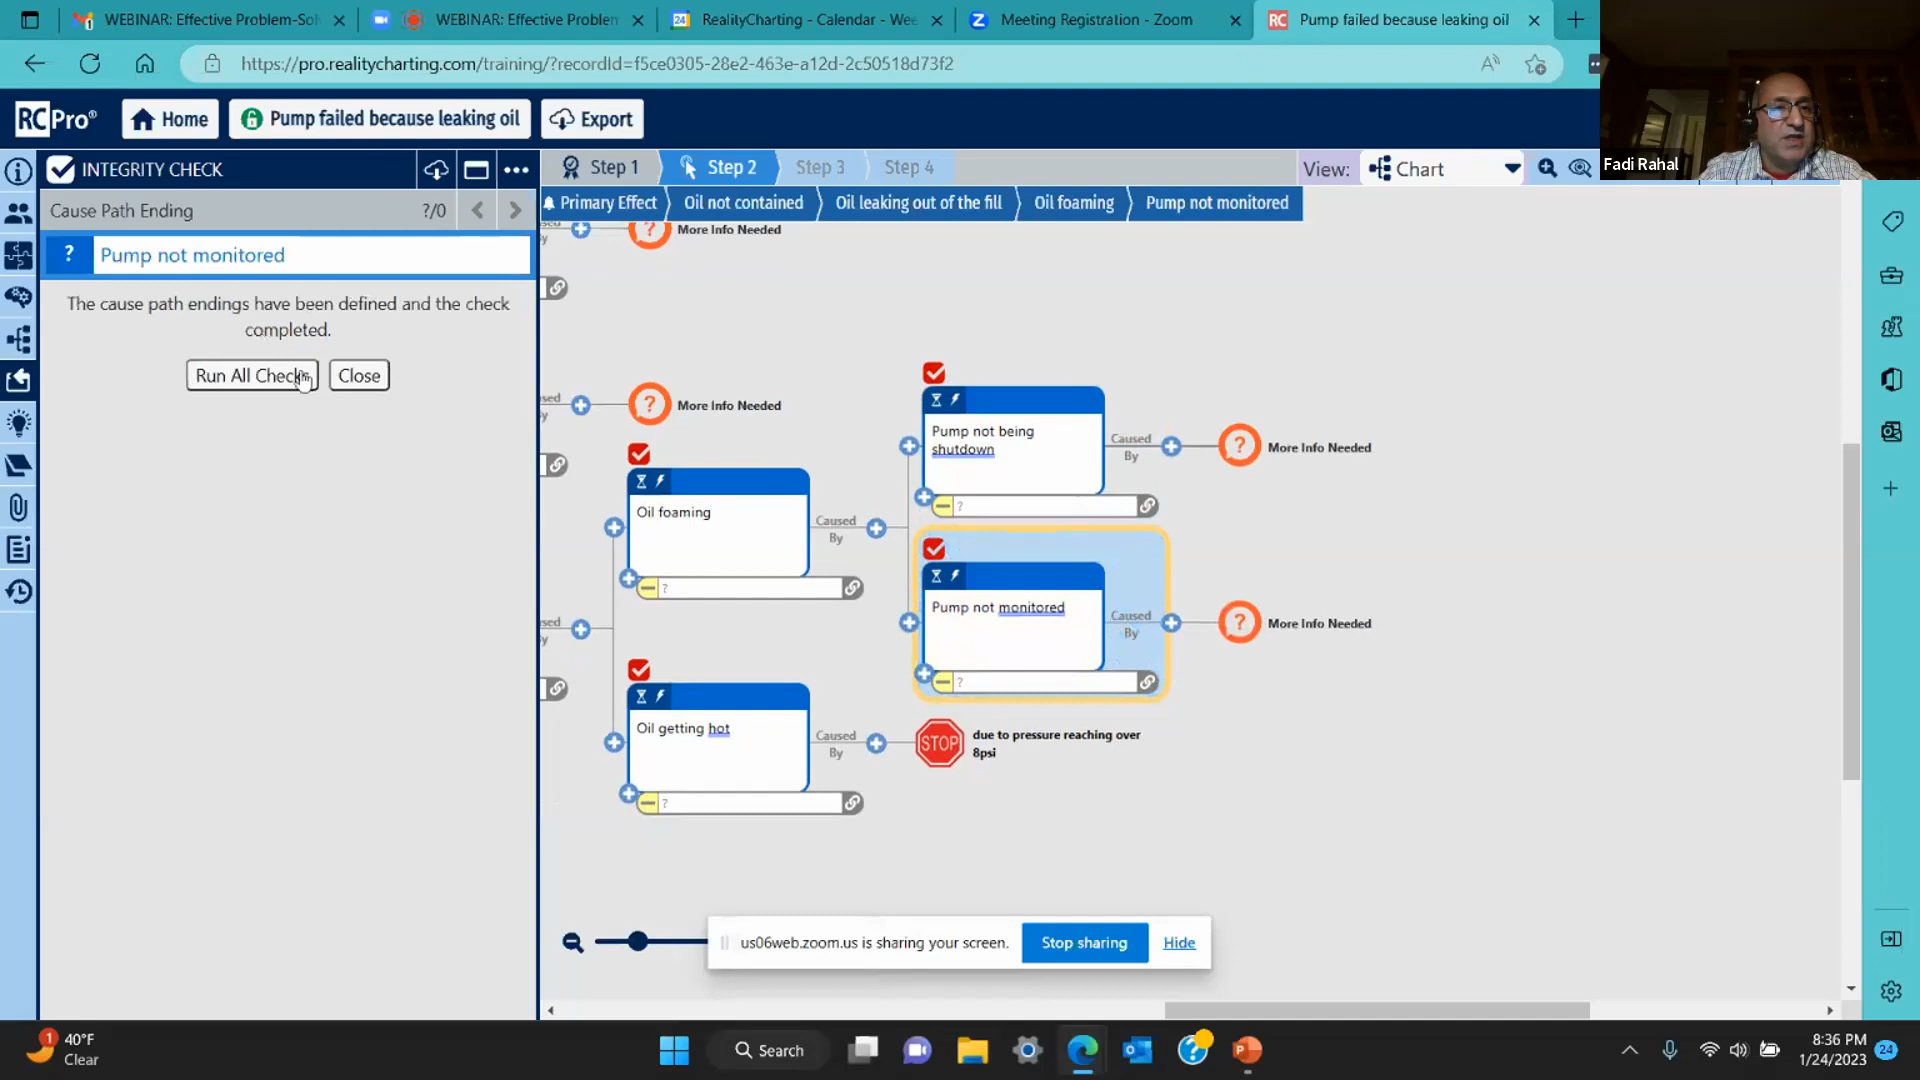 WEBINAR: Effective Problem-Sol
WEBINAR: Effective Problem
RealityCharting - Calendar - Wee
Meeting Registration - Zoom
RC Pump failed because leaking oil
https://pro.realitycharting.com/training/?recordId=f5ce0305-28e2-463e-a12d-2c50518d73f2
Fadi Rahal
RC Pro® Home Pump failed because leaking oil Export
INTEGRITY CHECK
Step 1 Step 2 Step 3 Step 4 View: Chart
Cause Path Ending ?/0
Primary Effect Oil not contained Oil leaking out of the fill Oil foaming Pump not monitored
? Pump not monitored
The cause path endings have been defined and the check
completed.
Run All Checks Close
? More Info Needed
? More Info Needed
Pump not being
shutdown
Caused
By
? More Info Needed
?
Oil foaming
Caused
By
?
Pump not monitored
Caused
By
? More Info Needed
?
Oil getting hot
Caused
By
STOP due to pressure reaching over
8psi
?
us06web.zoom.us is sharing your screen. Stop sharing Hide
1 40°F
Clear
Search
8:36 PM
1/24/2023 24